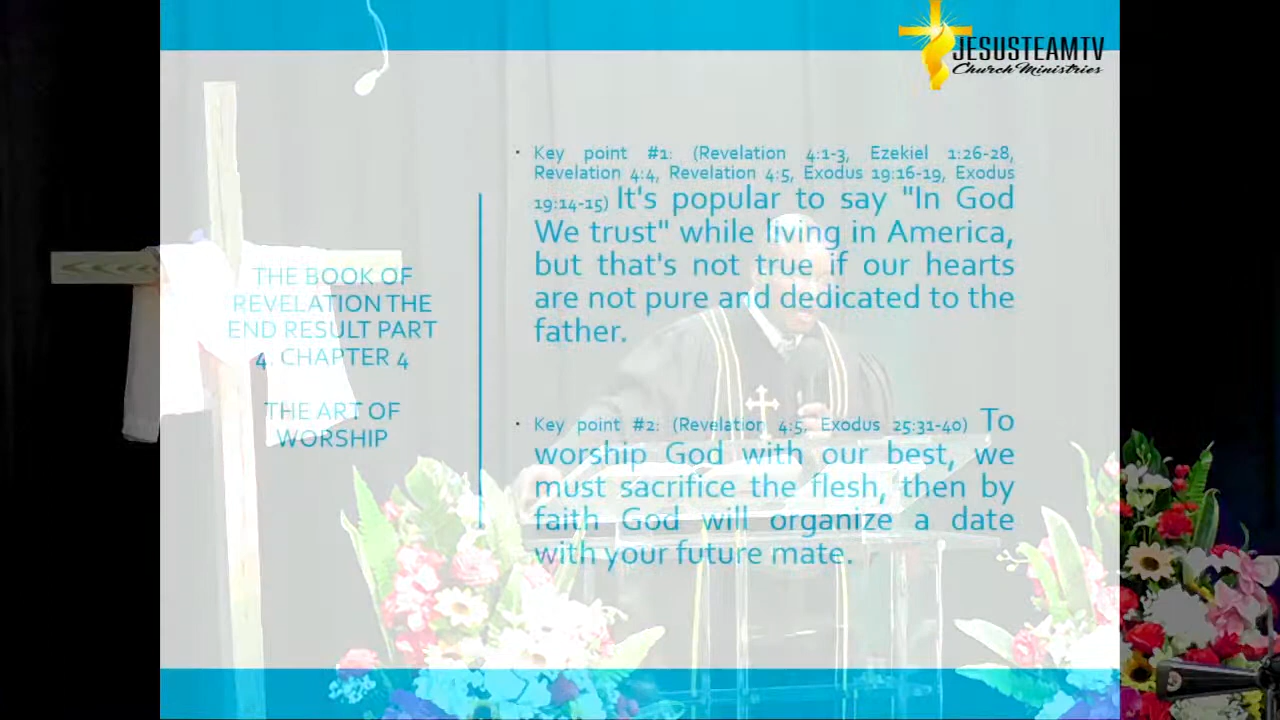 JESUSTEAMTV
Church Ministries
THE BOOK OF
REVELATION THE
END RESULT PART
4. CHAPTER 4
THE ART OF
WORSHIP
· Key point #1: (Revelation 4:1-3, Ezekiel 1:26-28,
Revelation 4:4, Revelation 4:5, Exodus 19:16-19, Exodus
19:14-15) It's popular to say "In God
We trust" while living in America,
but that's not true if our hearts
are not pure and dedicated to the
father.
· Key point #2: (Revelation 4:5, Exodus 25:31-40) To
worship God with our best, we
must sacrifice the flesh, then by
faith God will organize a date
with your future mate.